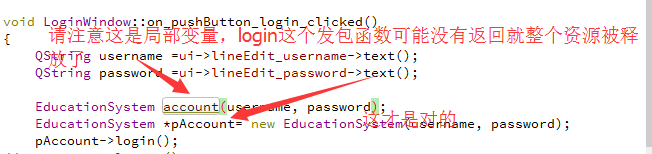 void LoginWindow::on_pushButton_login_clicked()
请注意这是局部变量，login这个发包函数可能没有返回就整个资源被释
{
放了
QString username =ui->lineEdit_username->text();
QString password =ui->lineEdit_password->text();
EducationSystem account(username, password);
这才是对的
EducationSystem *pAccount= new EducationSystem(username, password);
pAccount->login();